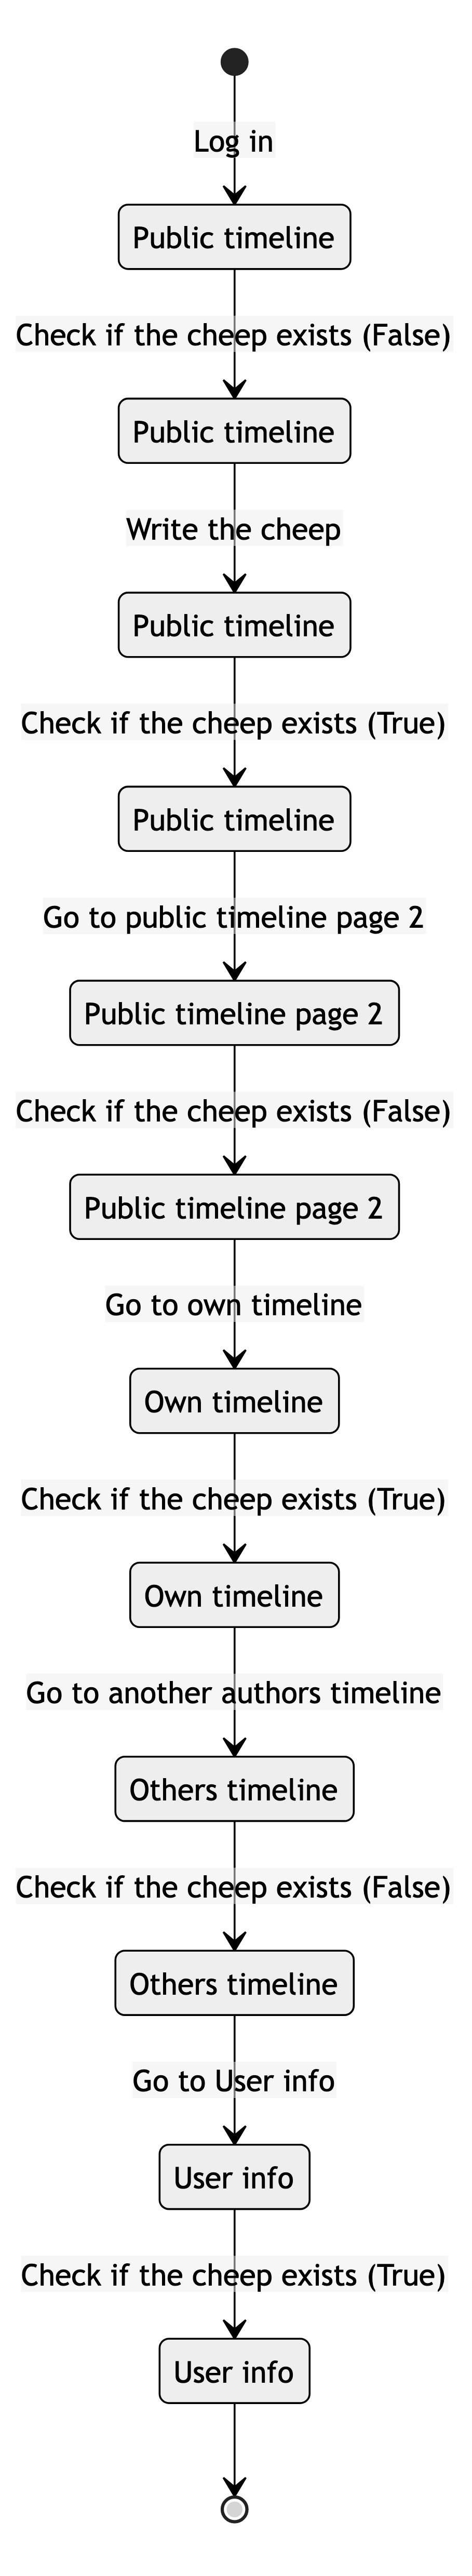 Log in
Public timeline
Check if the cheep exists (False)
Public timeline
Write the cheep
Public timeline
Check if the cheep exists (True)
Public timeline
Go to public timeline page 2
Public timeline page 2
Check if the cheep exists (False)
Public timeline page 2
Go to own timeline
Own timeline
Check if the cheep exists (True)
Own timeline
Go to another authors timeline
Others timeline
Check if the cheep exists (False)
Others timeline
Go to User info
User info
Check if the cheep exists (True)
User info